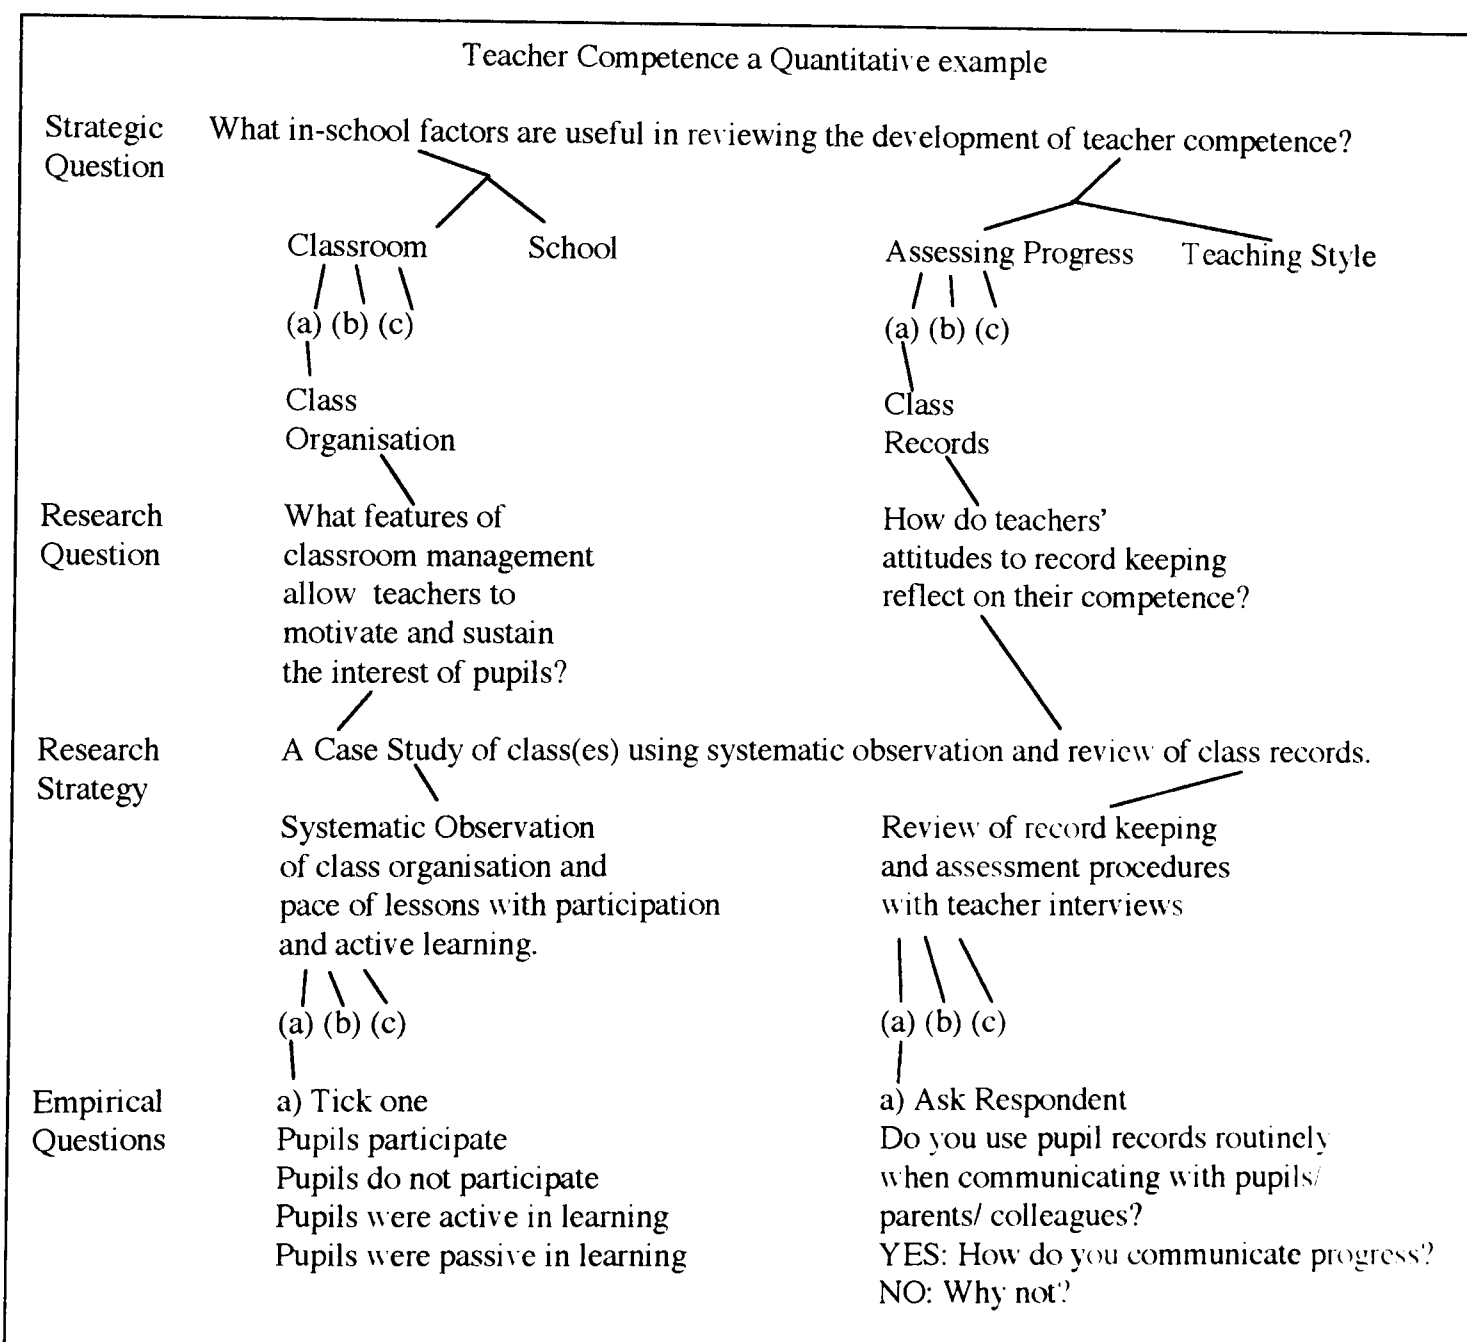 Teacher Competence a Quantitative example
Strategic Question
What in-school factors are useful in reviewing the development of teacher competence?
Classroom
School
Assessing Progress
Teaching Style
(a) (b) (c)
(a) (b) (c)
Class
Organisation
Class
Records
Research
Question
What features of
classroom management
allow teachers to
motivate and sustain
the interest of pupils?
How do teachers'
attitudes to record keeping
reflect on their competence?
Research
Strategy
A Case Study of class(es) using systematic observation and review of class records.
Systematic Observation
of class organisation and
pace of lessons with participation
and active learning.
Review of record keeping
and assessment procedures
with teacher interviews
(a) (b) (c)
(a) (b) (c)
Empirical
Questions
a) Tick one
Pupils participate
Pupils do not participate
Pupils were active in learning
Pupils were passive in learning
a) Ask Respondent
Do you use pupil records routinely
when communicating with pupils/
parents/ colleagues?
YES: How do you communicate progress?
NO: Why not?